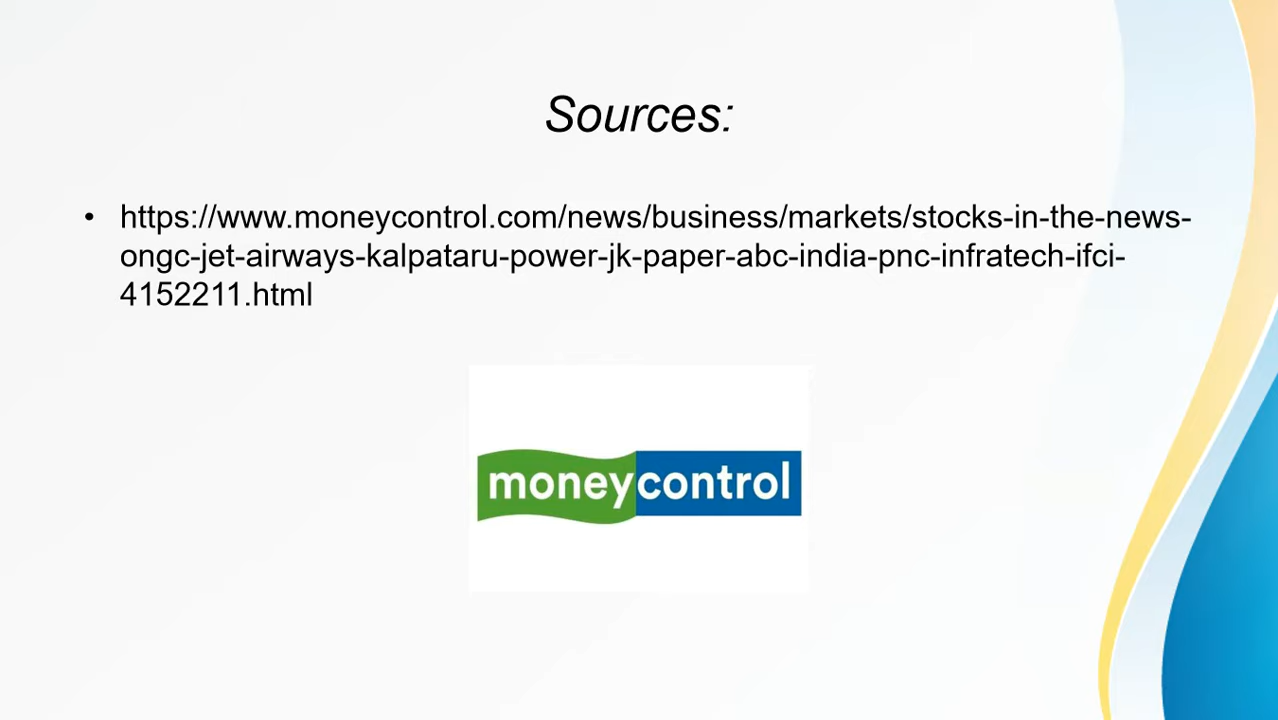 Sources:
• https://www.moneycontrol.com/news/business/markets/stocks-in-the-news-
ongc-jet-airways-kalpataru-power-jk-paper-abc-india-pnc-infratech-ifci-
4152211.html
moneycontrol